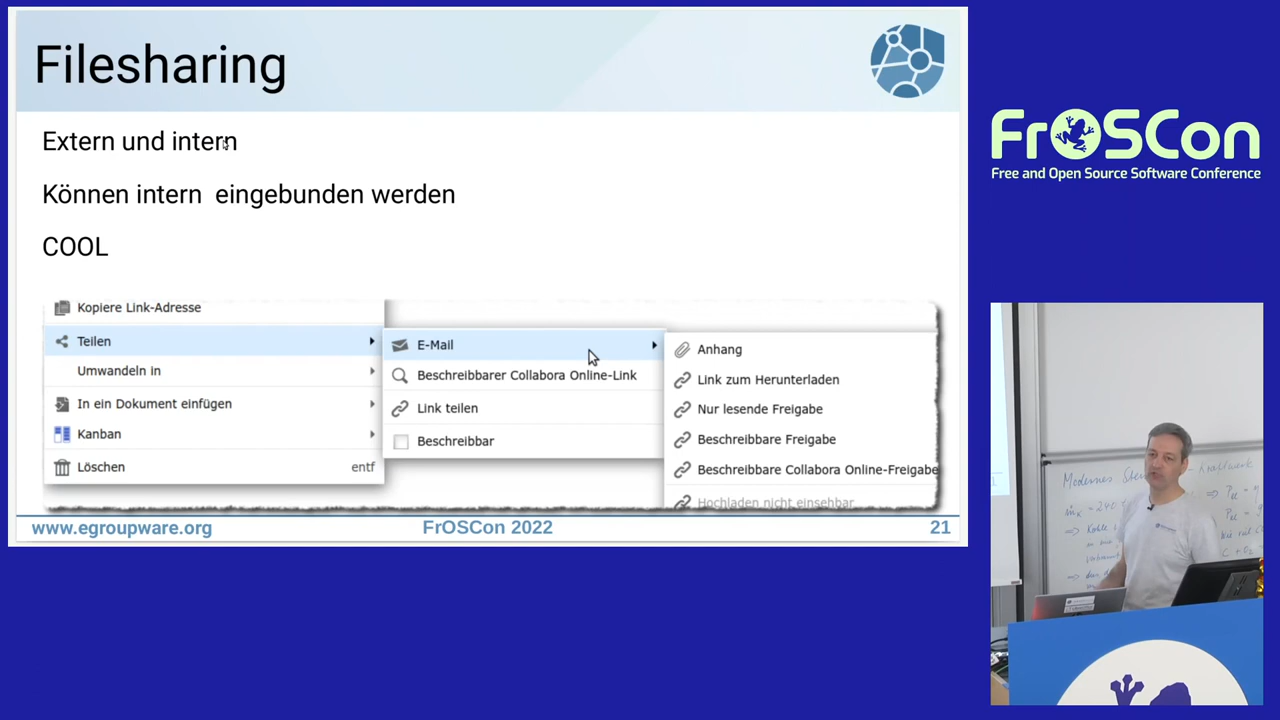 Filesharing
Extern und intern
Können intern eingebunden werden
COOL
Kopiere Link-Adresse
Teilen
Umwandeln in
In ein Dokument einfügen
Kanban
Löschen entf
E-Mail
Beschreibbarer Collabora Online-Link
Link teilen
Beschreibbar
Anhang
Link zum Herunterladen
Nur lesende Freigabe
Beschreibbare Freigabe
Beschreibbare Collabora Online-Freigabe
Hochladen nicht einsehbar
www.egroupware.org
FrOSCon 2022
21
FrOSCon
Free and Open Source Software Conference
Modernes